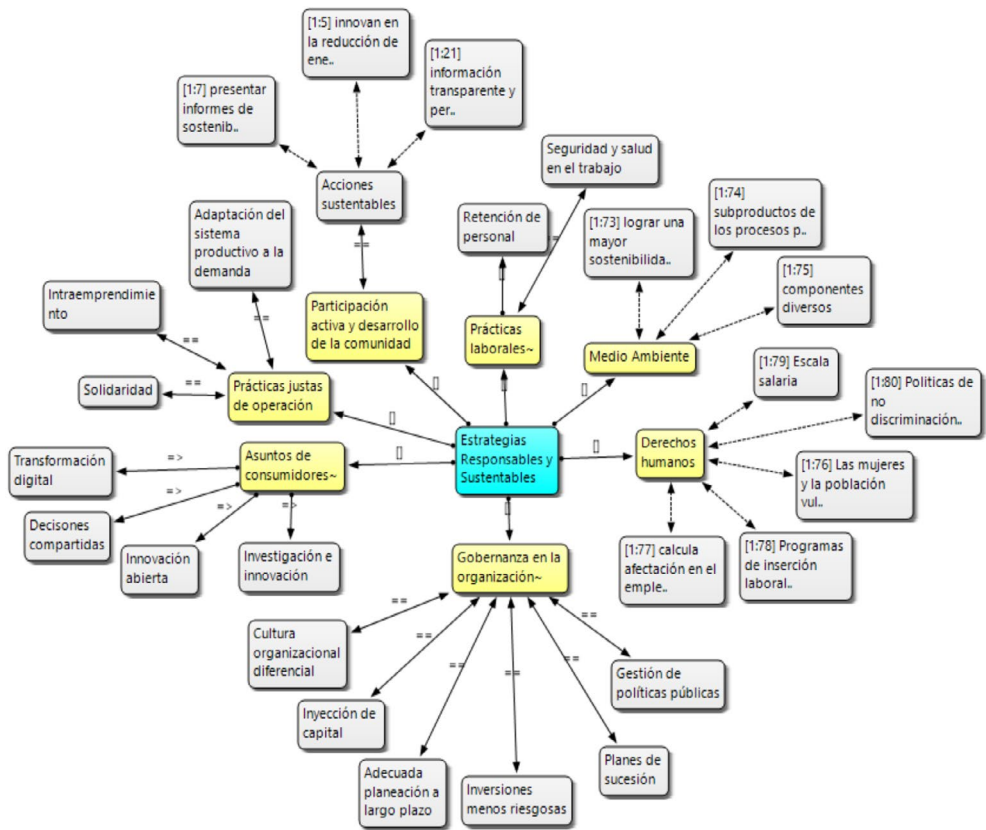 [1:5] innovan en
la reducción de
ene..
[1:21]
información
transparente y
per..
[1:7] presentar
informes de
sostenib..
Acciones
sustentables
Seguridad y salud
en el trabajo
Retención de
personal
[1:73] lograr una
mayor
sostenibilida..
[1:74]
subproductos de
los procesos p..
[1:75]
componentes
diversos
Adaptación del
sistema
productivo a la
demanda
==
==
Intraemprendimie
nto
==
==
Participación
activa y desarrollo
de la comunidad
Prácticas
laborales~
Medio Ambiente
Solidaridad
==
Prácticas justas
de operación
[1:79] Escala
salaria
[1:80] Politicas de
no
discriminación..
Estrategias
Responsables y
Sustentables
Derechos
humanos
Transformación
digital
=>
Asuntos de
consumidores~
[1:76] Las mujeres
y la población
vul..
Decisiones
compartidas
=>
Innovación
abierta
=>
=>
Investigación e
innovación
[1:77] calcula
afectación en el
emple..
[1:78] Programas
de inserción
laboral..
Gobernanza en la
organización~
==
==
==
==
==
==
Cultura
organizacional
diferencial
Gestión de
políticas públicas
Inyección de
capital
Adecuada
planeación a
largo plazo
Inversiones
menos riesgosas
Planes de
sucesión